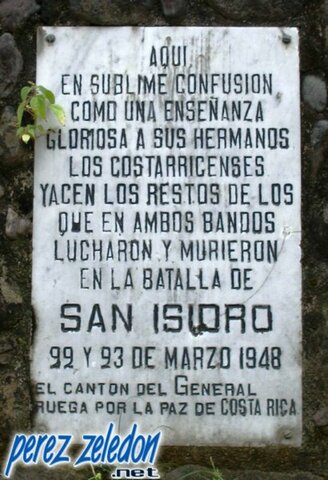 AQUI
EN SUBLIME CONFUSION
COMO UNA ENSEÑANZA
GLORIOSA A SUS HERMANOS
LOS COSTARRICENSES
YACEN LOS RESTOS DE LOS
QUE EN AMBOS BANDOS
LUCHARON Y MURIERON
EN LA BATALLA DE
SAN ISIDRO
22 Y 23 DE MARZO 1948
EL CANTON DEL GENERAL
RUEGA POR LA PAZ DE COSTA RICA
perez zeledon
.net